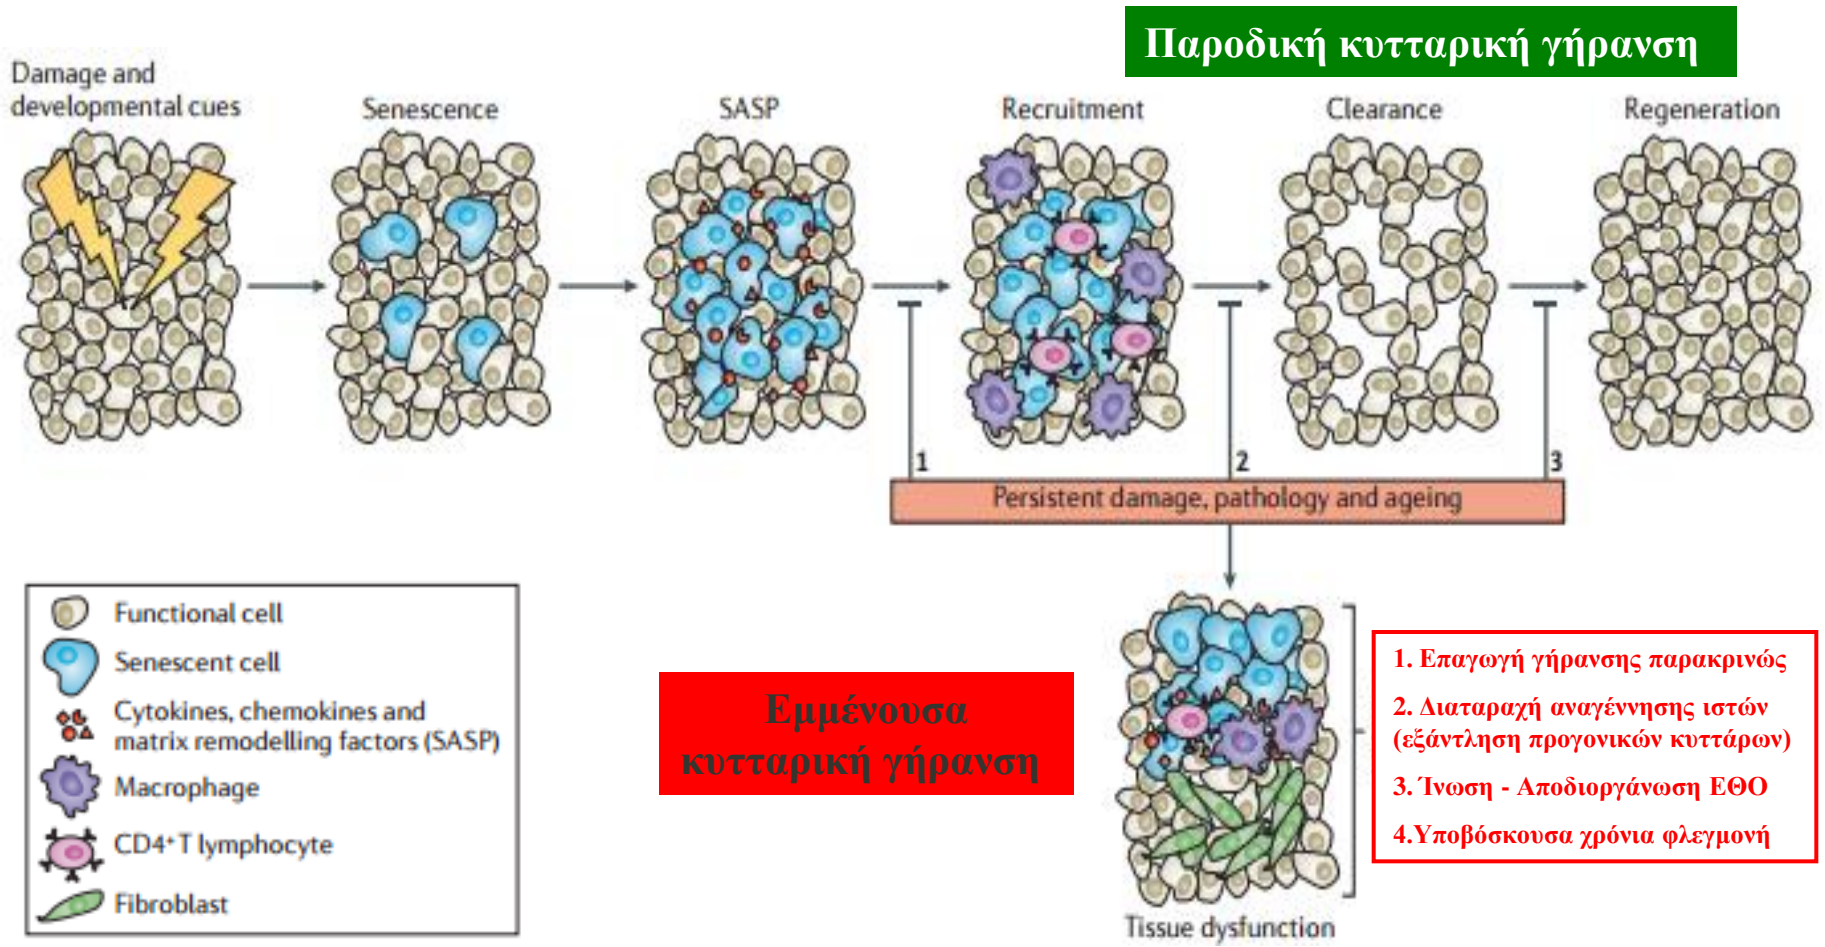 Παροδική κυτταρική γήρανση
Damage and
developmental cues
Senescence
SASP
Recruitment
Clearance
Regeneration
1
2
3
Persistent damage, pathology and ageing
Functional cell
Senescent cell
Cytokines, chemokines and
matrix remodelling factors (SASP)
Macrophage
CD4⁺ T lymphocyte
Fibroblast
Εμμένουσα
κυτταρική γήρανση
1. Επαγωγή γήρανσης παρακρινώς
2. Διαταραχή αναγέννησης ιστών
(εξάντληση προγονικών κυττάρων)
3. Ίνωση - Αποδιοργάνωση ΕΘΟ
4.Υποβόσκουσα χρόνια φλεγμονή
Tissue dysfunction